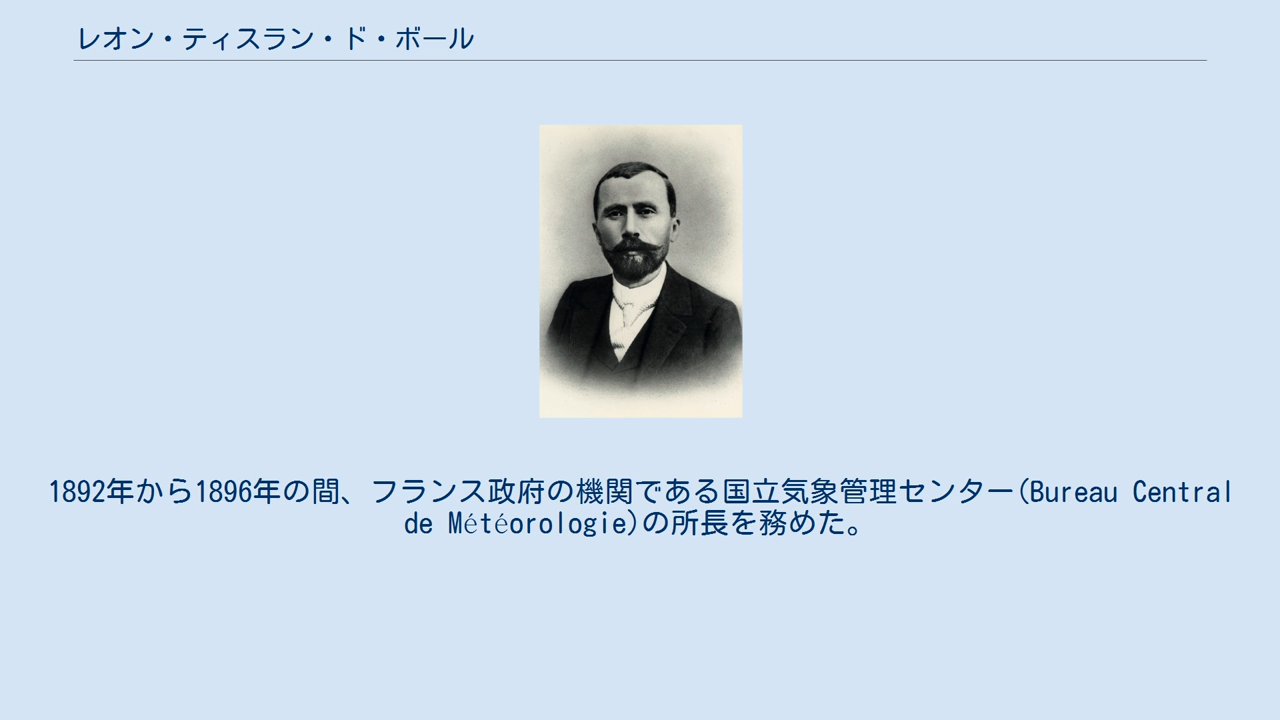 レオン・ティスラン・ド・ボール
1892年から1896年の間、フランス政府の機関である国立気象管理センター(Bureau Central
de Météorologie)の所長を務めた。